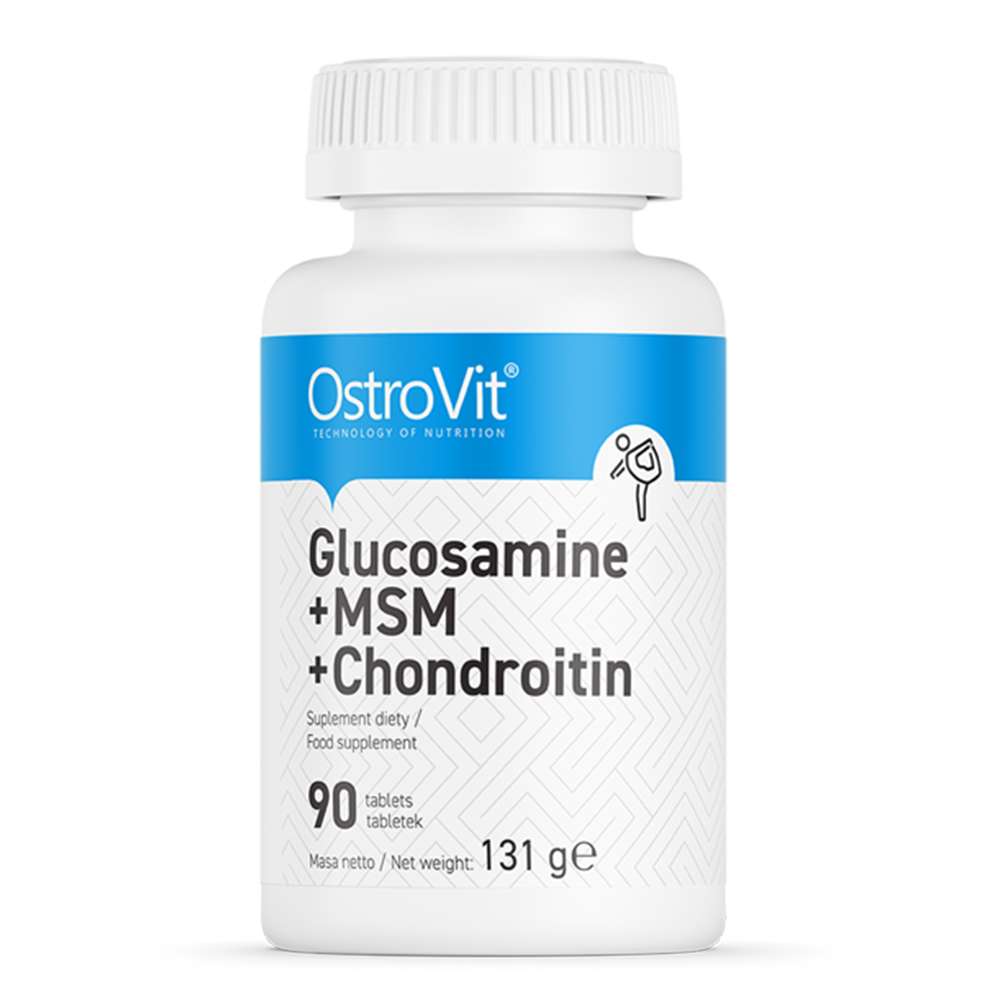 OstroVit®
TECHNOLOGY OF NUTRITION
Glucosamine
+MSM
+Chondroitin
Suplement diety /
Food supplement
90 tablets
tabletek
Masa netto / Net weight: 131 g℮